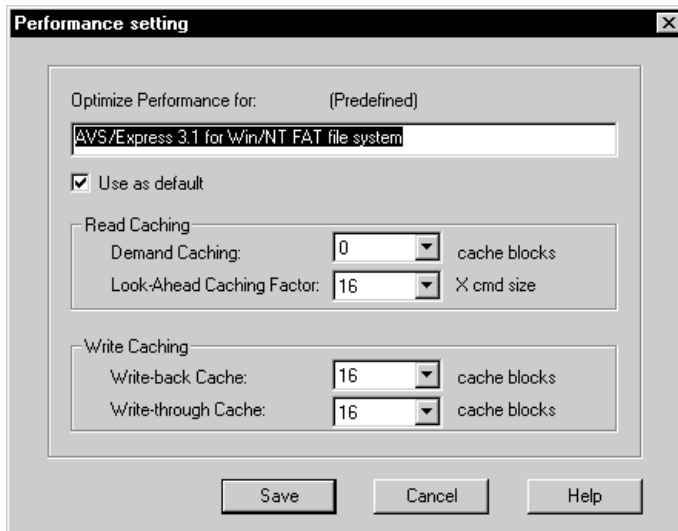 Performance setting
Optimize Performance for: (Predefined)
AVS/Express 3.1 for Win/NT FAT file system
Use as default
Read Caching
Demand Caching: 0 cache blocks
Look-Ahead Caching Factor: 16 X cmd size
Write Caching
Write-back Cache: 16 cache blocks
Write-through Cache: 16 cache blocks
Save Cancel Help